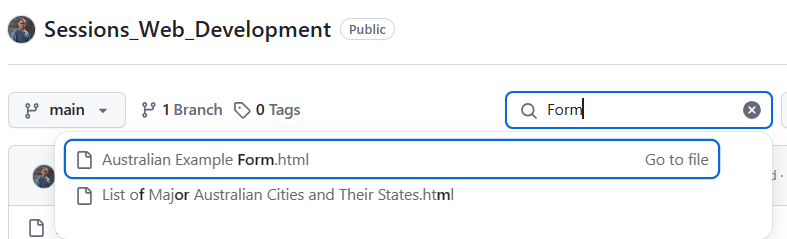 Sessions_Web_Development Public
main 1 Branch 0 Tags Form
Australian Example Form.html Go to file
List of Major Australian Cities and Their States.html